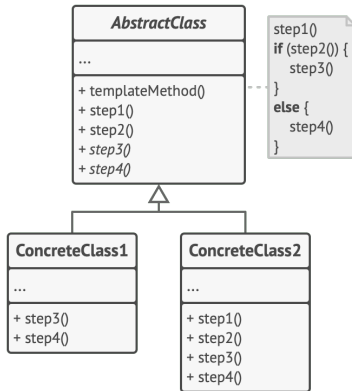 AbstractClass
...
+ templateMethod()
+ step1()
+ step2()
+ step3()
+ step4()
step1()
if (step2()) {
step3()
}
else {
step4()
}
ConcreteClass1
...
+ step3()
+ step4()
ConcreteClass2
...
+ step1()
+ step2()
+ step3()
+ step4()